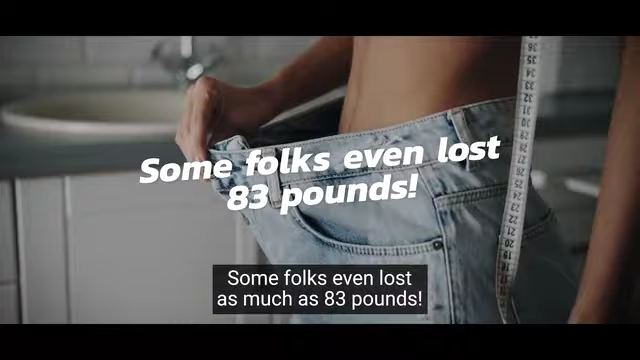 Some folks even lost
83 pounds!
Some folks even lost
as much as 83 pounds!